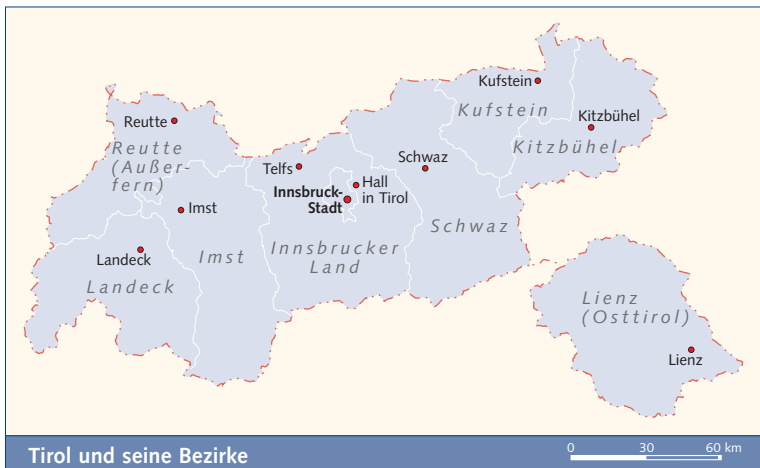 Kufstein
Kufstein
Reutte
Kitzbühel
Reutte
(Außer-
fern)
Kitzbühel
Schwaz
Telfs
Hall
in Tirol
Innsbruck-
Stadt
Imst
Schwaz
Innsbrucker
Land
Imst
Landeck
Landeck
Lienz
(Osttirol)
Lienz
Tirol und seine Bezirke
0 30 60 km